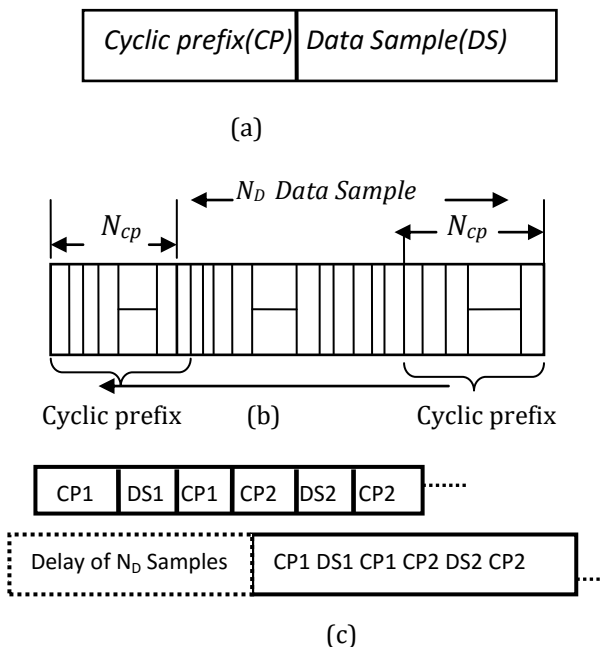 Cyclic prefix(CP) Data Sample(DS)
(a)
N_D Data Sample
N_cp N_cp
Cyclic prefix (b) Cyclic prefix
CP1 DS1 CP1 CP2 DS2 CP2
Delay of N_D Samples CP1 DS1 CP1 CP2 DS2 CP2
(c)